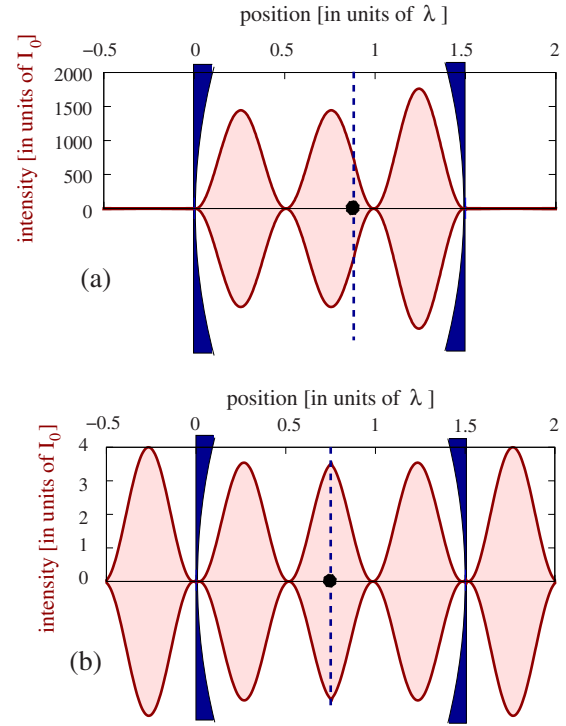 position [in units of λ ]
−0.5 0 0.5 1 1.5 2
intensity [in units of I_0]
2000
1500
1000
500
0
(a)
position [in units of λ ]
−0.5 0 0.5 1 1.5 2
intensity [in units of I_0]
4
3
2
1
0
(b)